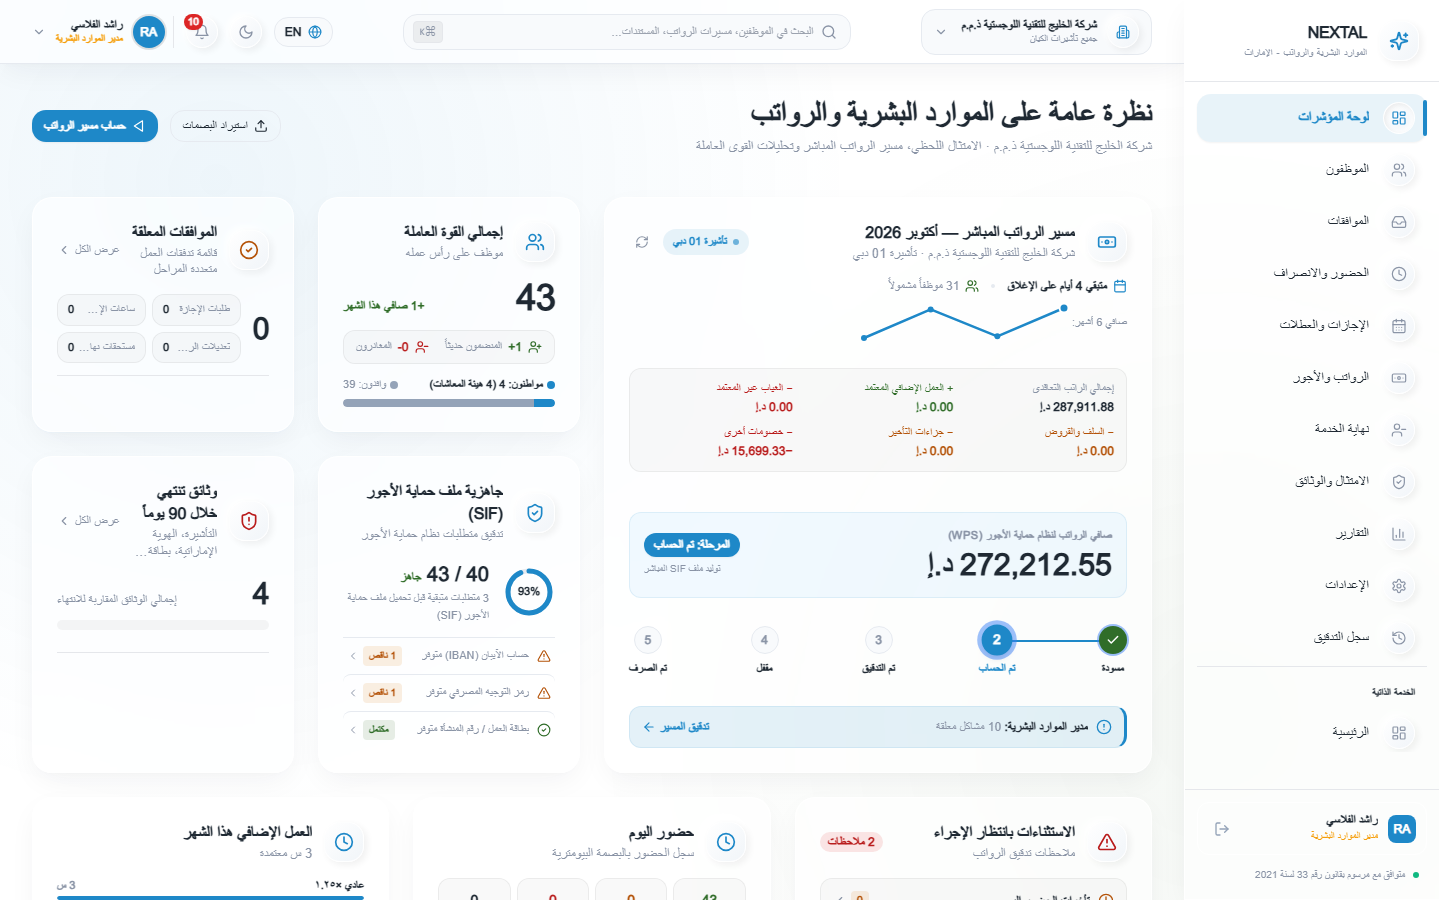 NEXTAL
الموارد البشرية والرواتب - الإمارات
لوحة المؤشرات
الموظفون
الموافقات
الحضور والانصراف
الإجازات والعطلات
الرواتب والأجور
نهاية الخدمة
الامتثال والوثائق
التقارير
الإعدادات
سجل التدقيق
الخدمة الذاتية
الرئيسية
RA
راشد الفلاسي
مدير الموارد البشرية
متوافق مع مرسوم بقانون رقم 33 لسنة 2021
شركة الخليج للتقنية اللوجستية ذ.م.م
جميع تأشيرات الكيان
البحث في الموظفين، مسيرات الرواتب، المستندات...
⌘K
EN
10
RA
راشد الفلاسي
مدير الموارد البشرية
نظرة عامة على الموارد البشرية والرواتب
شركة الخليج للتقنية اللوجستية ذ.م.م · الامتثال اللحظي، مسير الرواتب المباشر وتحليلات القوى العاملة
استيراد البصمات
حساب مسير الرواتب
مسير الرواتب المباشر — أكتوبر 2026
شركة الخليج للتقنية اللوجستية ذ.م.م · تأشيرة 01 دبي
تأشيرة 01 دبي
متبقي 4 أيام على الإغلاق
31 موظفاً مشمولاً
صافي 6 أشهر:
إجمالي الراتب التعاقدي
287,911.88 د.إ
+ العمل الإضافي المعتمد
0.00 د.إ
− الغياب غير المعتمد
0.00 د.إ
− السلف والقروض
0.00 د.إ
− جزاءات التأخير
0.00 د.إ
− خصومات أخرى
−15,699.33 د.إ
صافي الرواتب لنظام حماية الأجور (WPS)
272,212.55 د.إ
المرحلة: تم الحساب
توليد ملف SIF المباشر
مسودة
2
تم الحساب
3
تم التدقيق
4
مقفل
5
تم الصرف
مدير الموارد البشرية: 10 مشاكل معلقة
تدقيق المسير
إجمالي القوة العاملة
موظف على رأس عمله
43
+1 صافي هذا الشهر
المنضمون حديثاً +1
المغادرون -0
مواطنون: 4 (4 هيئة المعاشات)
وافدون: 39
الموافقات المعلقة
قائمة تدفقات العمل
متعددة المراحل
عرض الكل
0
طلبات الإجازة 0
ساعات الإ... 0
تعديلات الر... 0
مستحقات نها... 0
جاهزية ملف حماية الأجور
(SIF)
تدقيق متطلبات نظام حماية الأجور
93%
40 / 43 جاهز
3 متطلبات متبقية قبل تحميل ملف حماية
الأجور (SIF)
حساب الآيبان (IBAN) متوفر
1 ناقص
رمز التوجيه المصرفي متوفر
1 ناقص
بطاقة العمل / رقم المنشأة متوفر
مكتمل
وثائق تنتهي
خلال 90 يوماً
التأشيرة، الهوية
الإماراتية، بطاقة...
عرض الكل
4
إجمالي الوثائق المقاربة للانتهاء
الاستثناءات بانتظار الإجراء
ملاحظات تدقيق الرواتب
2 ملاحظات
حضور اليوم
سجل الحضور بالبصمة البيومترية
43
0
0
0
العمل الإضافي هذا الشهر
3 س معتمدة
عادي ×١.٢٥
3 س